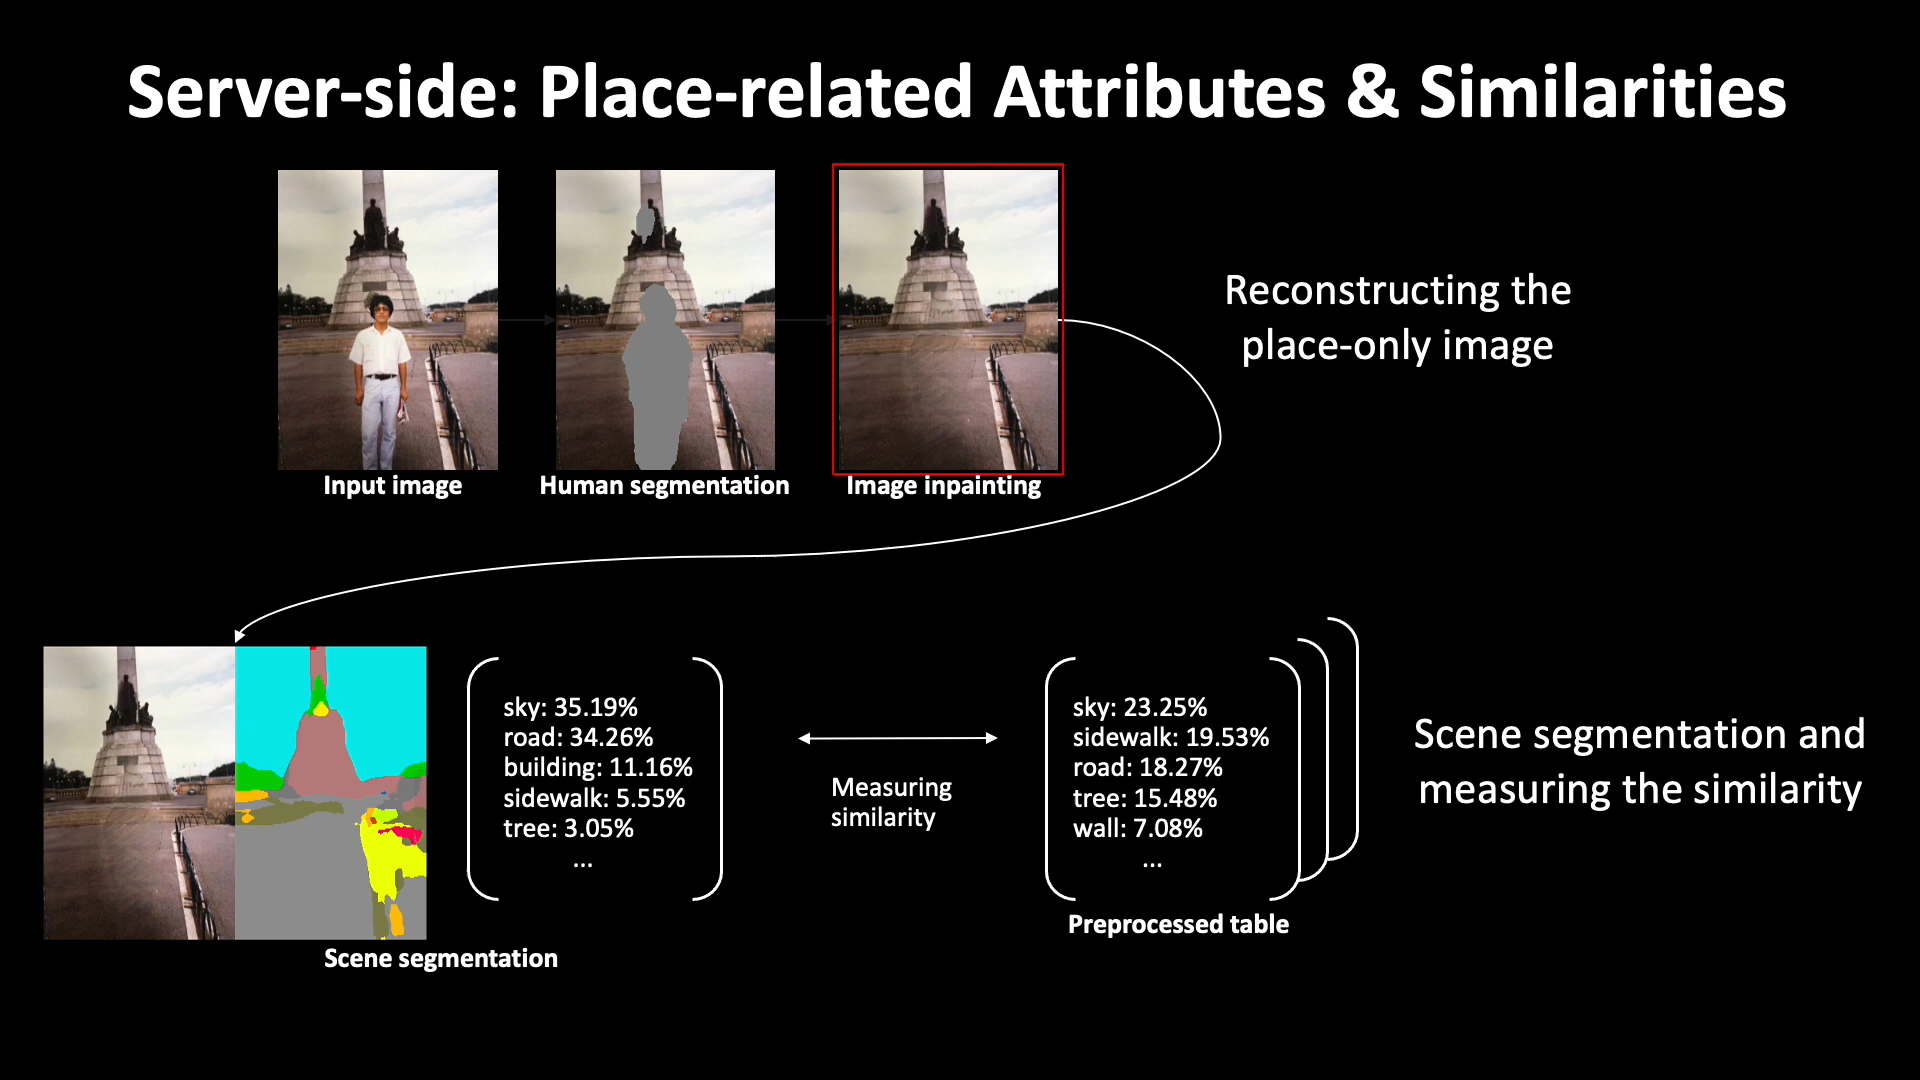 Server-side: Place-related Attributes & Similarities
Input image
Human segmentation
Image inpainting
Reconstructing the
place-only image
sky: 35.19%
road: 34.26%
building: 11.16%
sidewalk: 5.55%
tree: 3.05%
...
Scene segmentation
Measuring
similarity
sky: 23.25%
sidewalk: 19.53%
road: 18.27%
tree: 15.48%
wall: 7.08%
...
Preprocessed table
Scene segmentation and
measuring the similarity